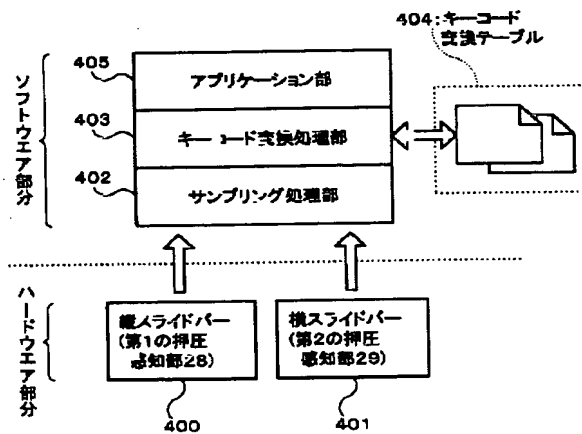 404:キーコード
変換テーブル
ソフトウエア部分
405
アプリケーション部
403
キーコード変換処理部
402
サンプリング処理部
ハードウエア部分
縦スライドバー
(第1の押圧
感知部28)
横スライドバー
(第2の押圧
感知部29)
400
401